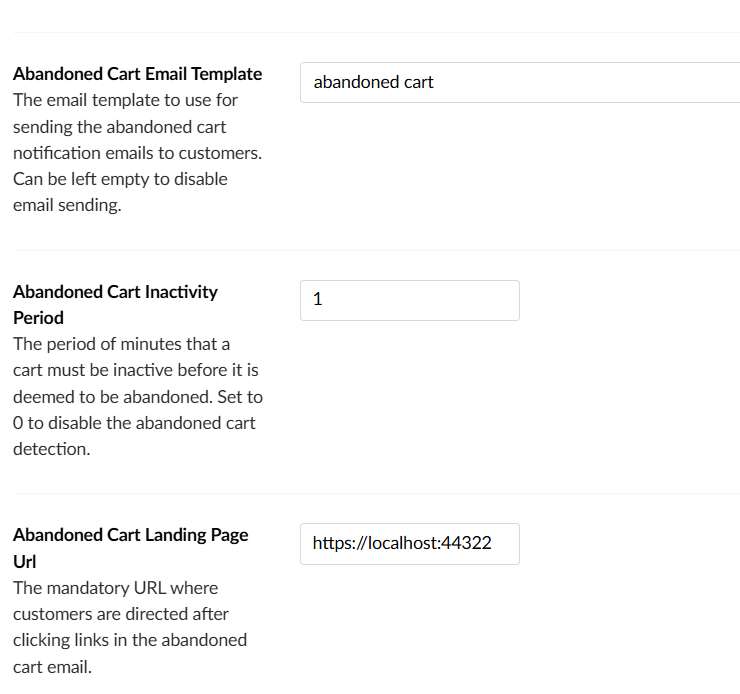 Abandoned Cart Email Template
abandoned cart
The email template to use for
sending the abandoned cart
notification emails to customers.
Can be left empty to disable
email sending.
Abandoned Cart Inactivity
Period
1
The period of minutes that a
cart must be inactive before it is
deemed to be abandoned. Set to
0 to disable the abandoned cart
detection.
Abandoned Cart Landing Page
Url
https://localhost:44322
The mandatory URL where
customers are directed after
clicking links in the abandoned
cart email.